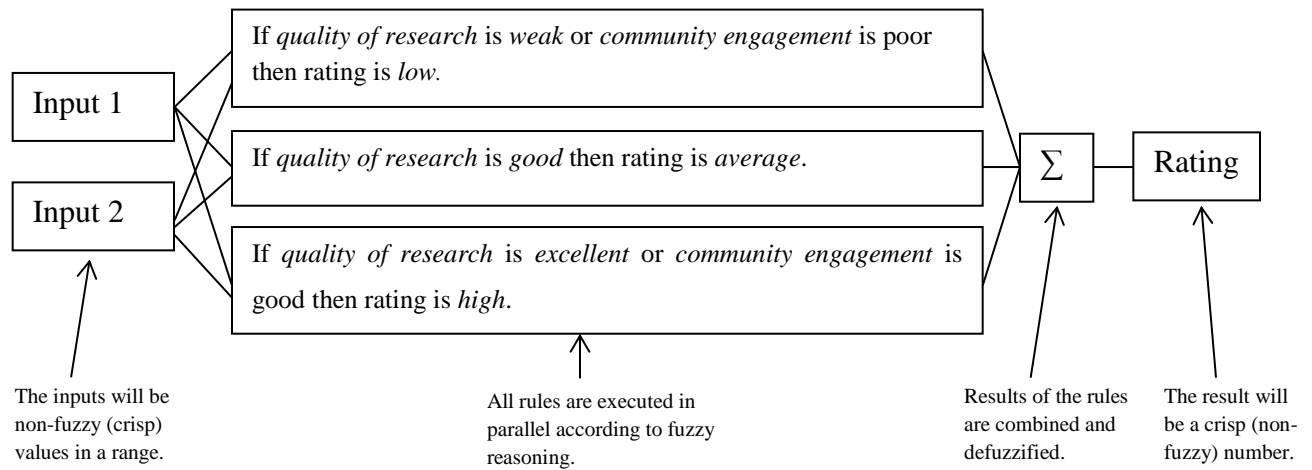 If quality of research is weak or community engagement is poor
then rating is low.
Input 1
If quality of research is good then rating is average.
∑
Rating
Input 2
If quality of research is excellent or community engagement is
good then rating is high.
The inputs will be
non-fuzzy (crisp)
values in a range.
All rules are executed in
parallel according to fuzzy
reasoning.
Results of the rules
are combined and
defuzzified.
The result will
be a crisp (non-
fuzzy) number.